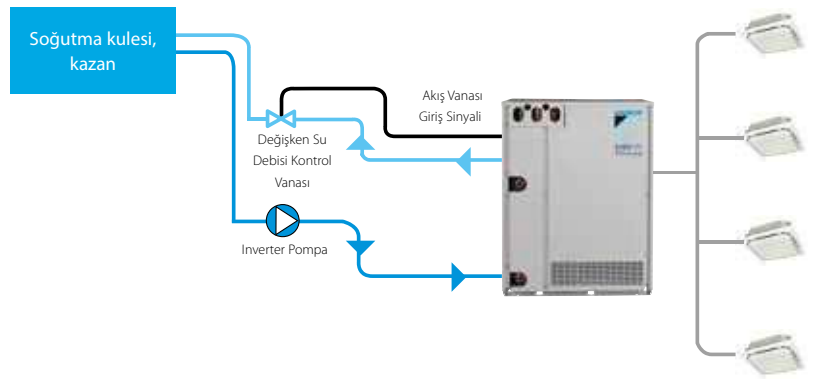 Soğutma kulesi,
kazan
Akış Vanası
Giriş Sinyali
Değişken Su
Debisi Kontrol
Vanası
Inverter Pompa